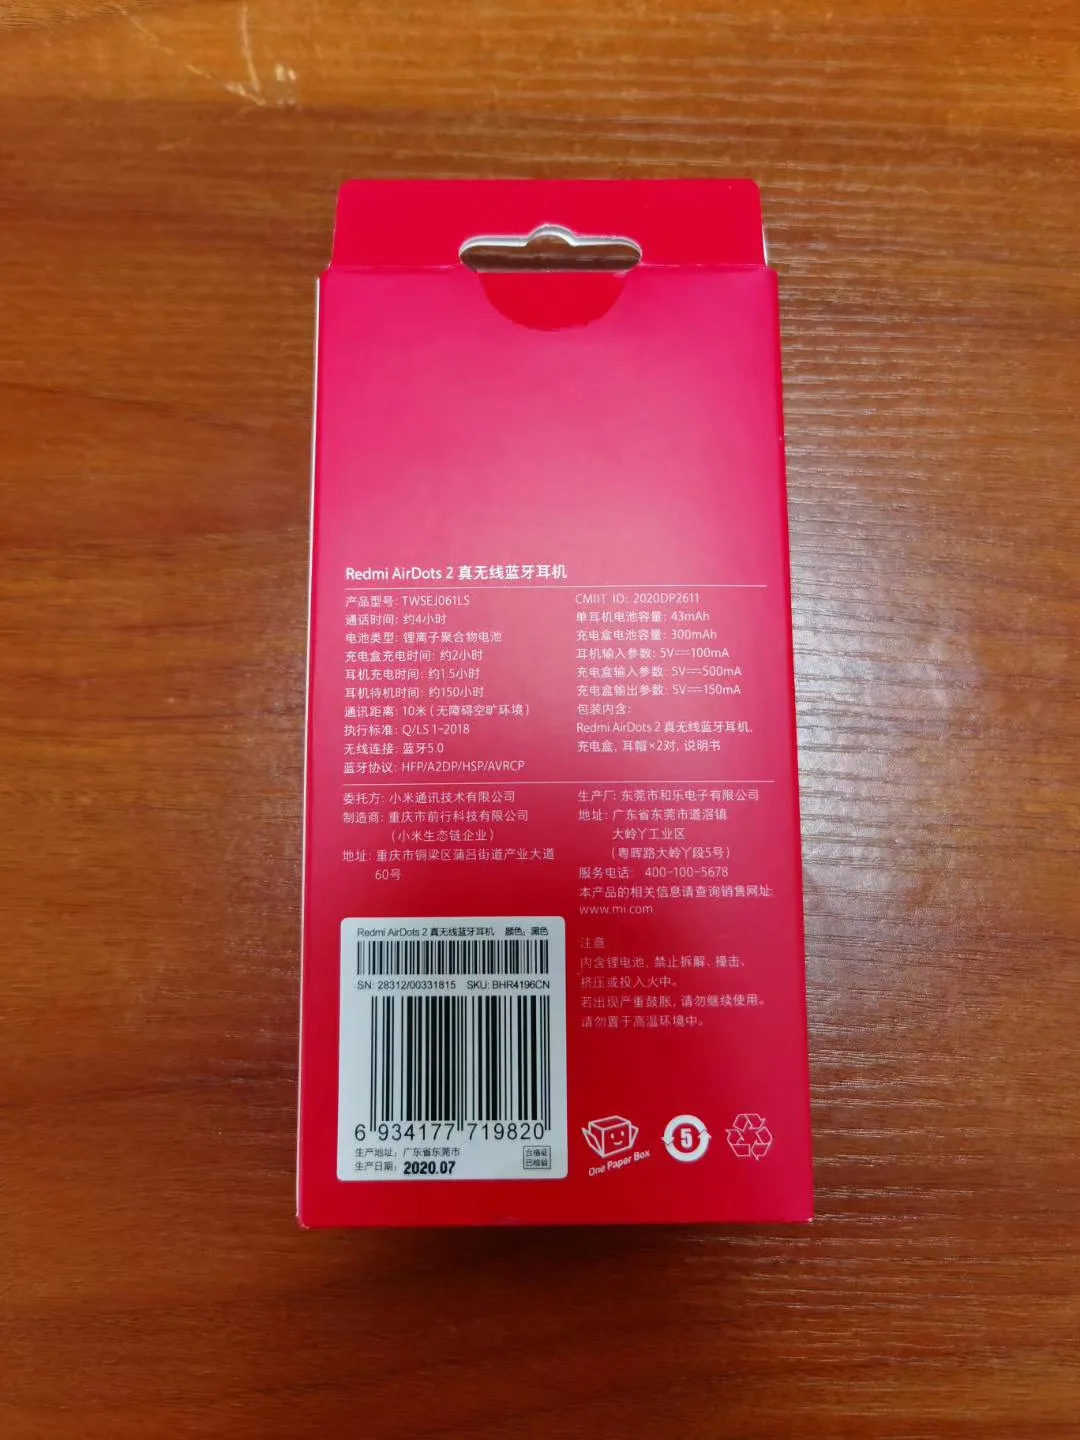 Redmi AirDots 2 真无线蓝牙耳机
产品型号: TWSEJ061LS
通话时间: 约4小时
电池类型: 锂离子聚合物电池
充电盒充电时间: 约2小时
耳机充电时间: 约1.5小时
耳机待机时间: 约150小时
通讯距离: 10米 (无障碍空旷环境)
执行标准: Q/LS 1-2018
无线连接: 蓝牙5.0
蓝牙协议: HFP/A2DP/HSP/AVRCP
CMIIT ID: 2020DP2611
单耳机电池容量: 43mAh
充电盒电池容量: 300mAh
耳机输入参数: 5V⎓100mA
充电盒输入参数: 5V⎓500mA
充电盒输出参数: 5V⎓150mA
包装内含:
Redmi AirDots 2 真无线蓝牙耳机,
充电盒, 耳帽×2对, 说明书
委托方: 小米通讯技术有限公司
制造商: 重庆市前行科技有限公司
(小米生态链企业)
地址: 重庆市铜梁区蒲吕街道产业大道
60号
生产厂: 东莞市和乐电子有限公司
地址: 广东省东莞市道滘镇
大岭丫工业区
(粤晖路大岭丫段5号)
服务电话: 400-100-5678
本产品的相关信息请查询销售网址:
www.mi.com
注意
内含锂电池, 禁止拆解、撞击、
挤压或投入火中。
若出现严重鼓胀, 请勿继续使用。
请勿置于高温环境中。
Redmi AirDots 2 真无线蓝牙耳机 颜色: 黑色
SN: 28312/00331815 SKU: BHR4196CN
6 934177 719820
生产地址: 广东省东莞市
生产日期: 2020.07
合格证
已检验
One Paper Box
5